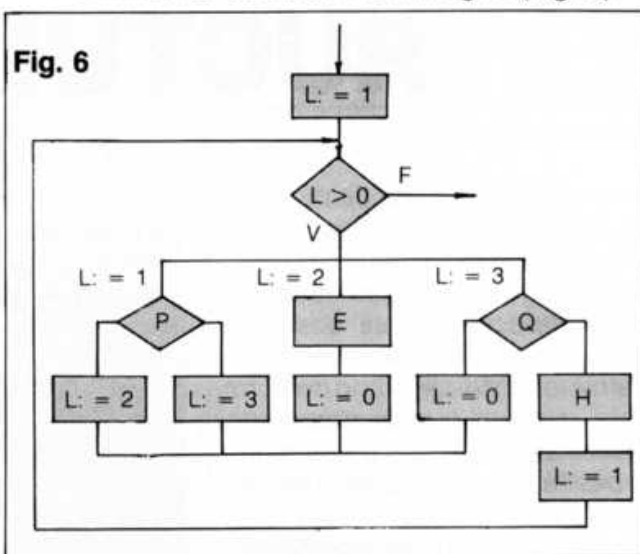 Fig. 6
L: = 1
L > 0
F
V
L: = 1
L: = 2
L: = 3
P
E
Q
L: = 2
L: = 3
L: = 0
L: = 0
H
L: = 1